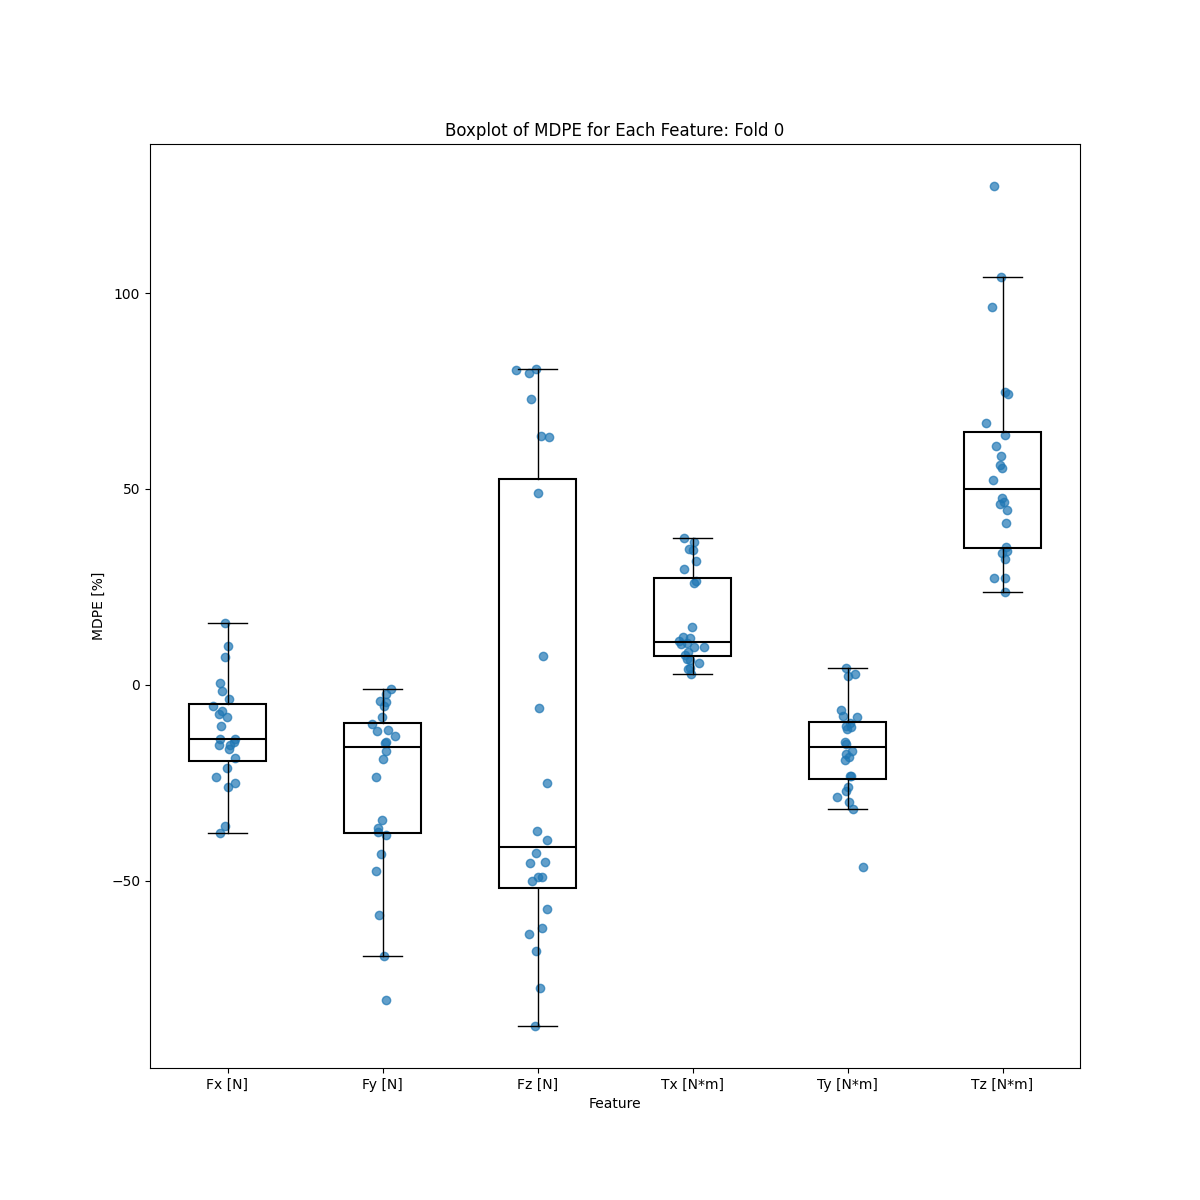 Boxplot of MDPE for Each Feature: Fold 0
MDPE [%]
100
50
0
−50
Fx [N] Fy [N] Fz [N] Tx [N*m] Ty [N*m] Tz [N*m]
Feature